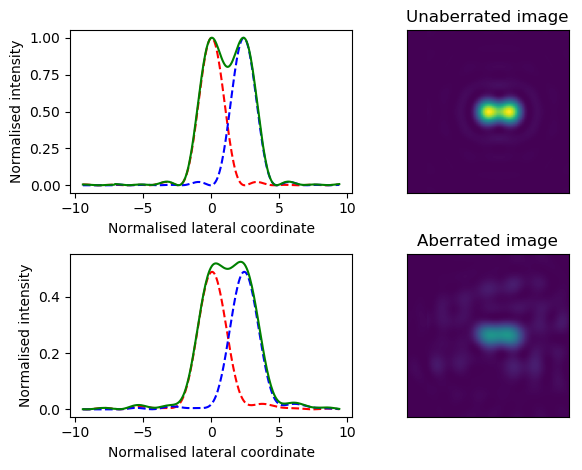 Unaberrated image
1.00
0.75
0.50
0.25
0.00
Normalised intensity
−10 −5 0 5 10
Normalised lateral coordinate
Aberrated image
0.4
0.2
0.0
Normalised intensity
−10 −5 0 5 10
Normalised lateral coordinate